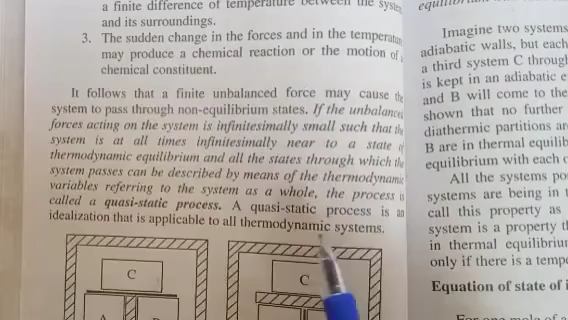 a finite difference of temperature between the system
and its surroundings.
3. The sudden change in the forces and in the temperature
may produce a chemical reaction or the motion of a
chemical constituent.
It follows that a finite unbalanced force may cause the
system to pass through non-equilibrium states. If the unbalanced
forces acting on the system is infinitesimally small such that the
system is at all times infinitesimally near to a state of
thermodynamic equilibrium and all the states through which the
system passes can be described by means of the thermodynamic
variables referring to the system as a whole, the process is
called a quasi-static process. A quasi-static process is an
idealization that is applicable to all thermodynamic systems.
C
C
A
Imagine two systems
adiabatic walls, but each
a third system C through
is kept in an adiabatic
and B will come to the
shown that no further
diathermic partitions
B are in thermal
equilibrium with each
All the systems
systems are being in
call this property as
system is a property
in thermal equilibrium
only if there is a
Equation of state of
For one mole of